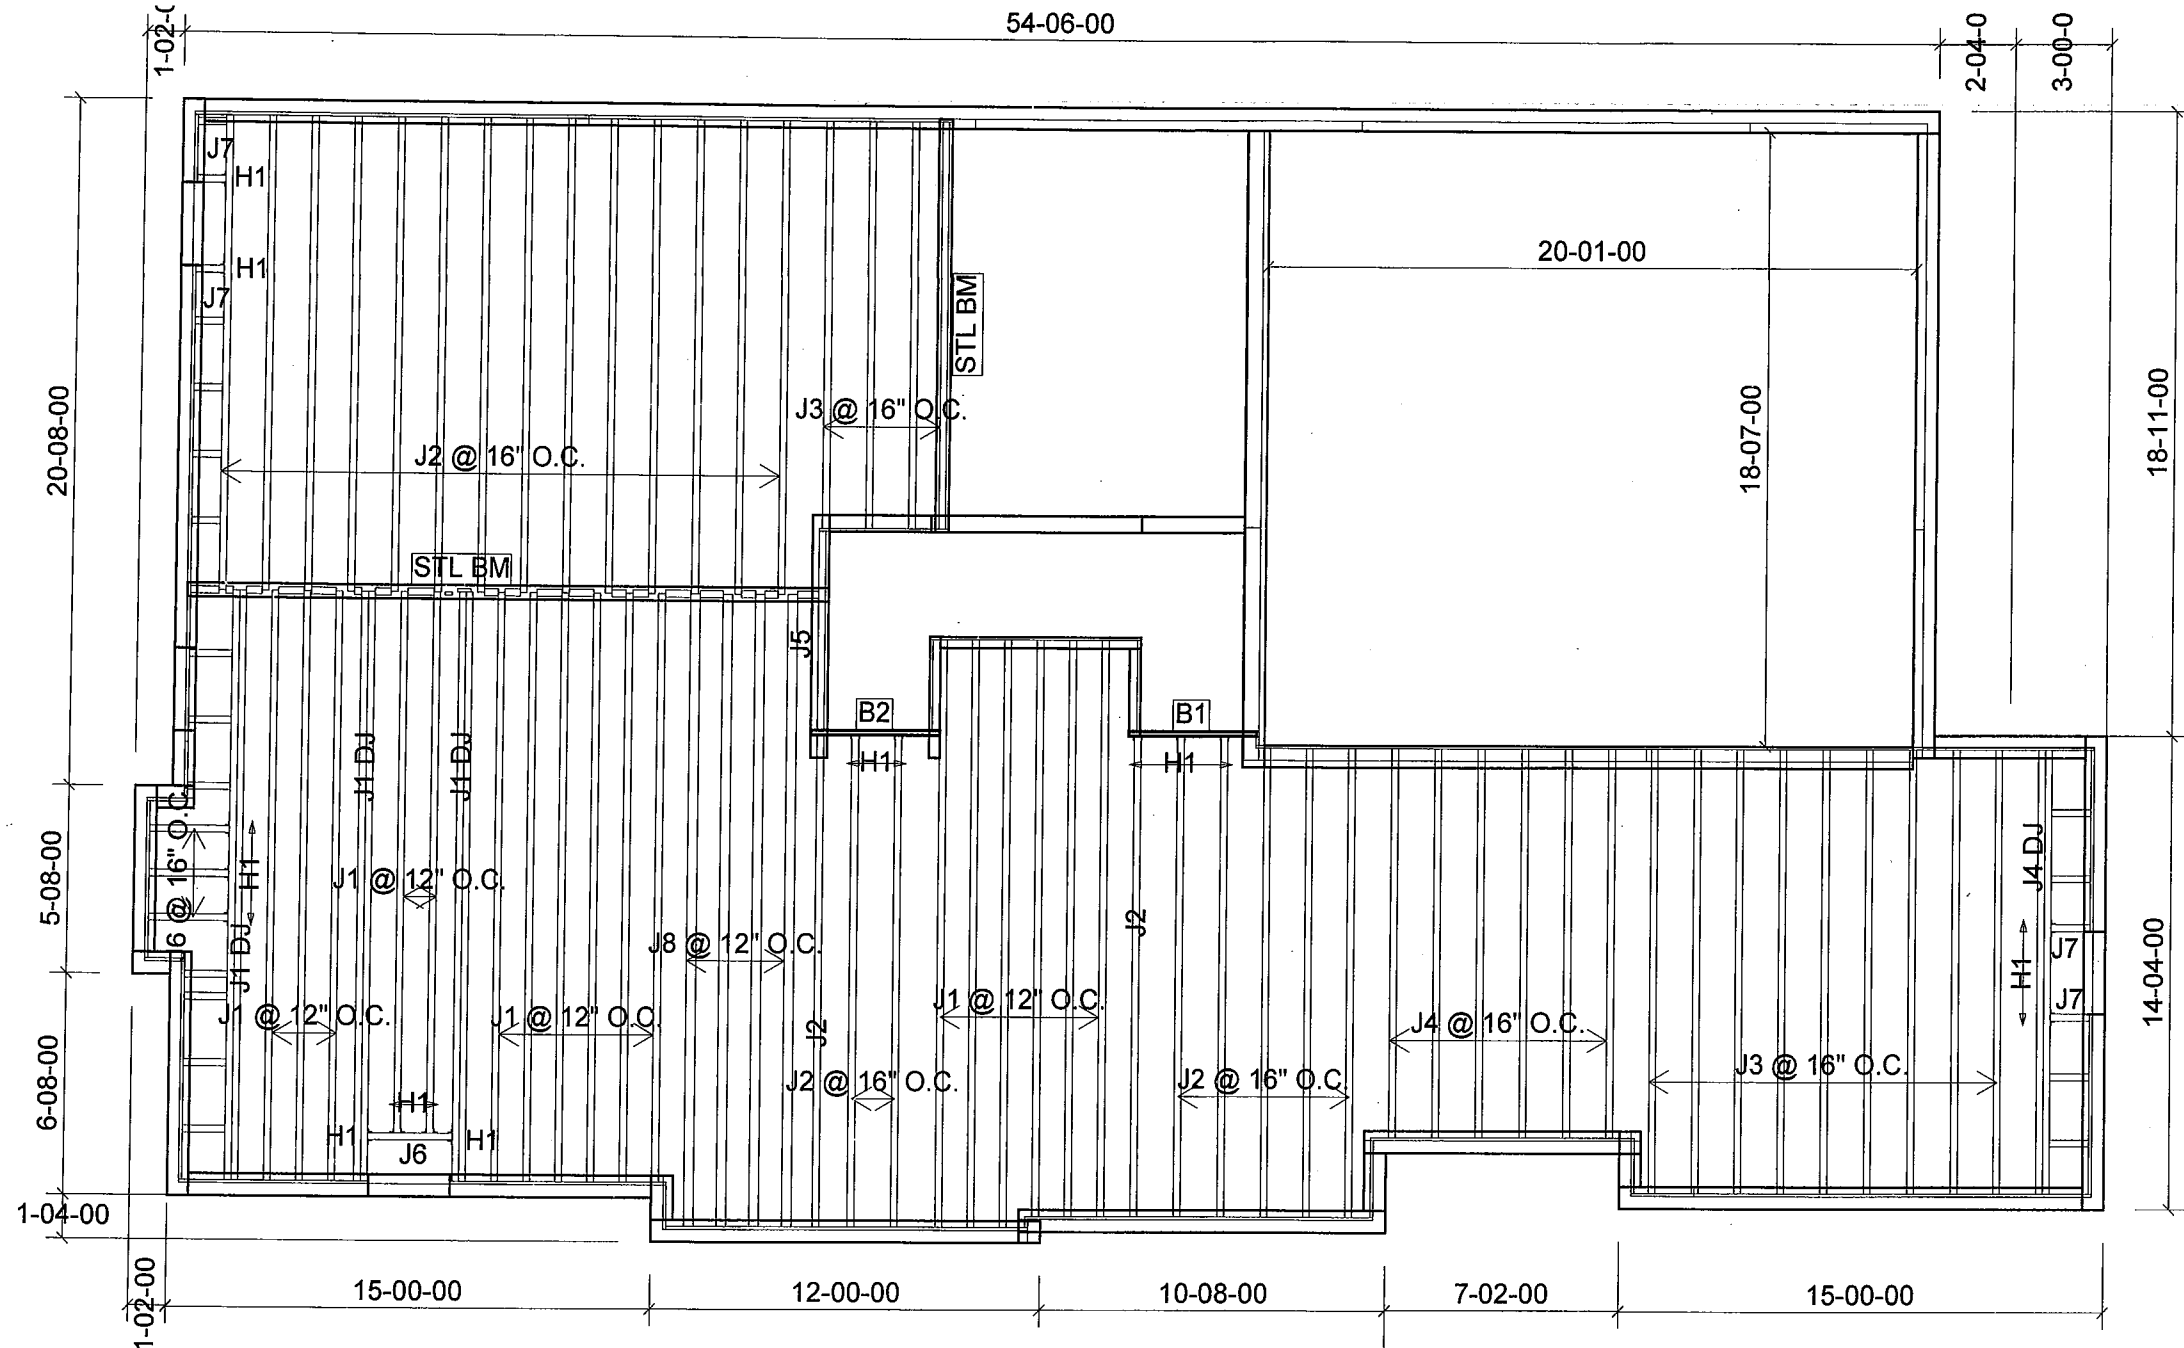 54-06-00
1-02-0
2-04-0
3-00-0
J7
H1
H1
J7
20-01-00
STL BM
18-07-00
18-11-00
20-08-00
J3 @ 16" O.C.
J2 @ 16" O.C.
STL BM
J5
B2
B1
H1
H1
J1 DJ
J1 DJ
6 @ 16" O.C.
H1
5-08-00
J1 @ 12" O.C.
J4 DJ
J2
J8 @ 12" O.C.
J1 DJ
J7
H1
J7
14-04-00
J1 @ 12" O.C.
J1 @ 12" O.C.
J2
J1 @ 12" O.C.
J4 @ 16" O.C.
J3 @ 16" O.C.
J2 @ 16" O.C.
J2 @ 16" O.C.
6-08-00
H1
H1
H1
J6
1-04-00
1-02-00
15-00-00
12-00-00
10-08-00
7-02-00
15-00-00